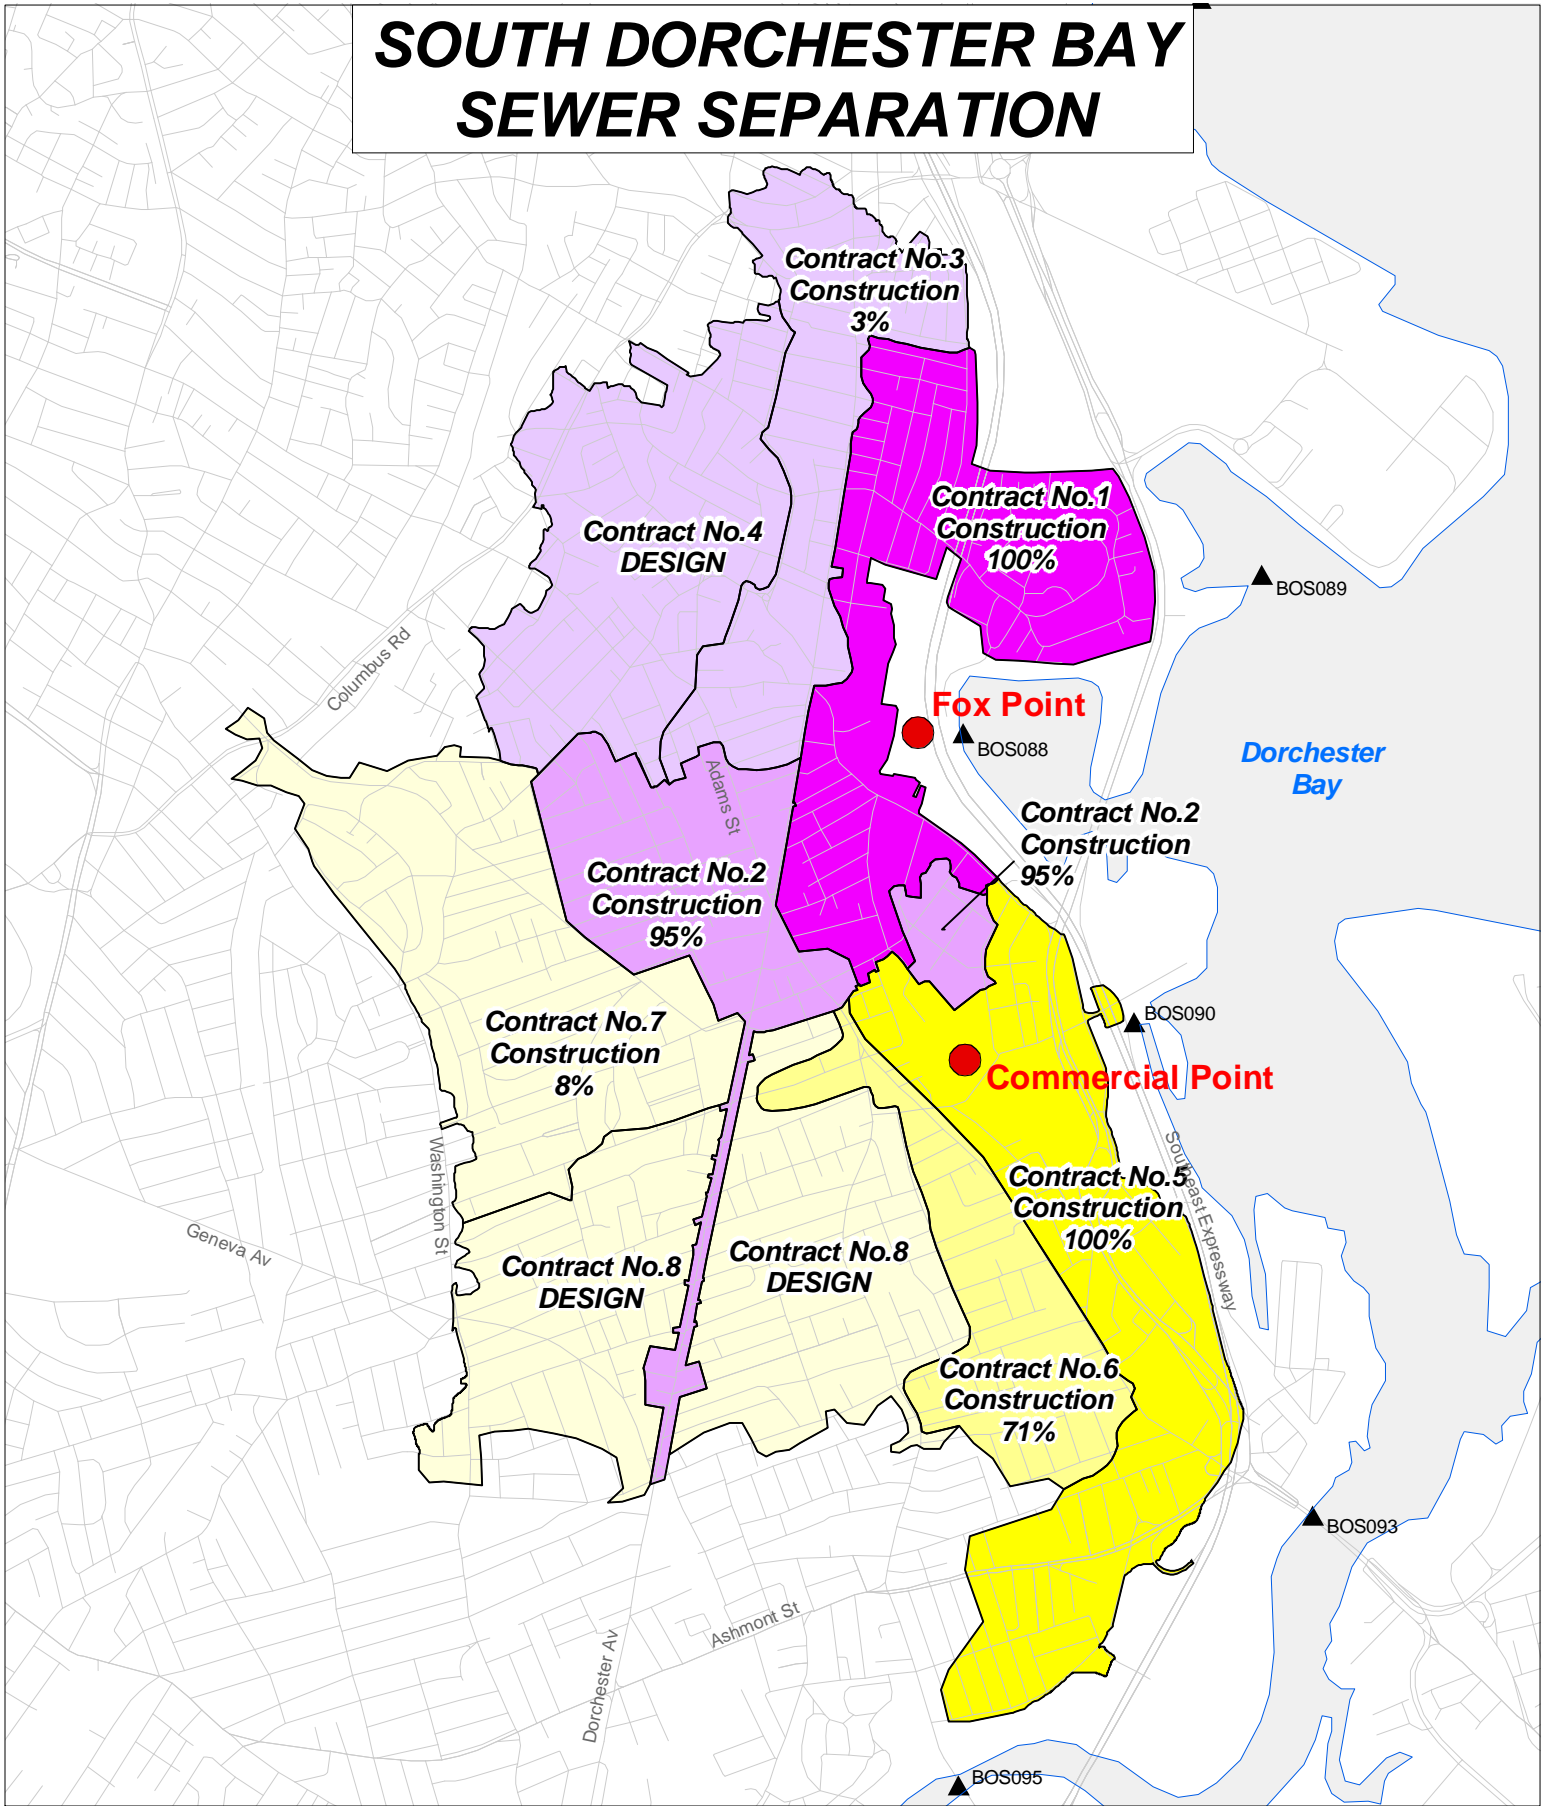 SOUTH DORCHESTER BAY
SEWER SEPARATION
Contract No.3
Construction
3%
Contract No.1
Construction
100%
Contract No.4
DESIGN
BOS089
Columbus Rd
Fox Point
BOS088
Dorchester
Bay
Adams St
Contract No.2
Construction
95%
Contract No.2
Construction
95%
Contract No.7
Construction
8%
BOS090
Commercial Point
Washington St
Southeast Expressway
Contract No.5
Construction
100%
Geneva Av
Contract No.8
DESIGN
Contract No.8
DESIGN
Contract No.6
Construction
71%
BOS093
Ashmont St
Dorchester Av
BOS095